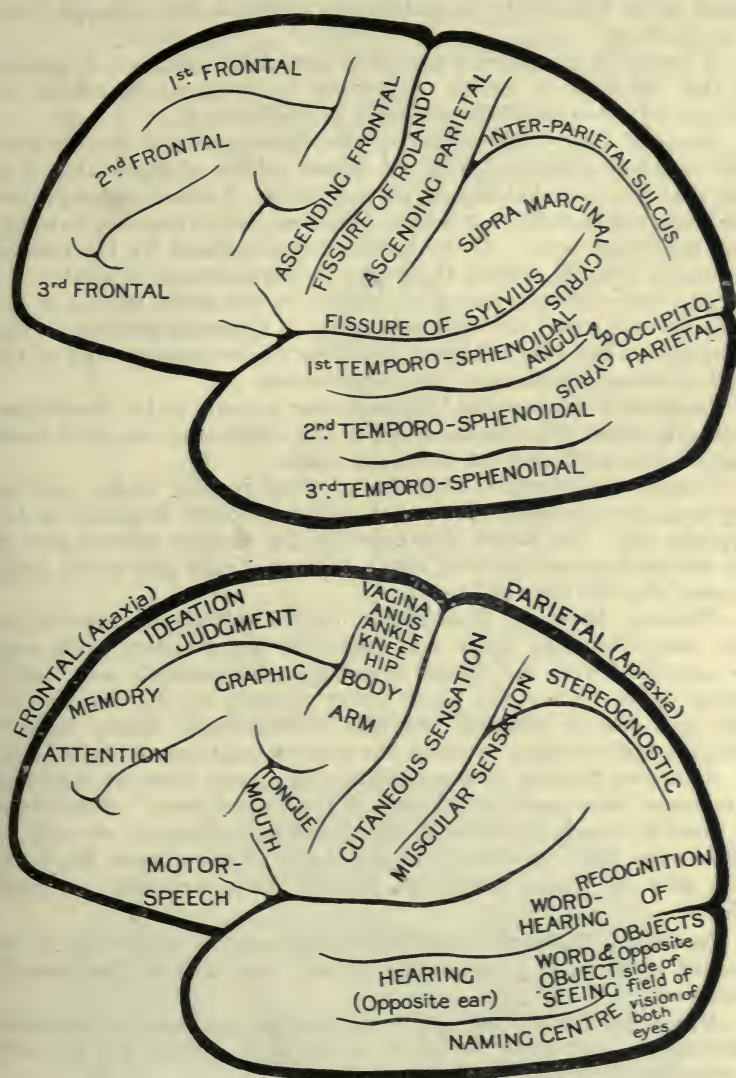 1st FRONTAL
2nd FRONTAL
3rd FRONTAL
ASCENDING FRONTAL
FISSURE OF ROLANDO
ASCENDING PARIETAL
INTER-PARIETAL SULCUS
SUPRA MARGINAL GYRUS
FISSURE OF SYLVIUS
1st TEMPORO-SPHENOIDAL
ANGULAR GYRUS
OCCIPITO-
PARIETAL
2nd TEMPORO-SPHENOIDAL
3rd TEMPORO-SPHENOIDAL
FRONTAL (Ataxia)
IDEATION
JUDGMENT
MEMORY
GRAPHIC
ATTENTION
VAGINA
ANUS
ANKLE
KNEE
HIP
BODY
ARM
TONGUE
MOUTH
MOTOR-
SPEECH
CUTANEOUS SENSATION
MUSCULAR SENSATION
PARIETAL (Apraxia)
STEREOGNOSTIC
RECOGNITION
OF
OBJECTS
WORD-
HEARING
WORD &
OBJECT
SEEING
Opposite
side of
field of
vision of
both
eyes
HEARING
(Opposite ear)
NAMING CENTRE